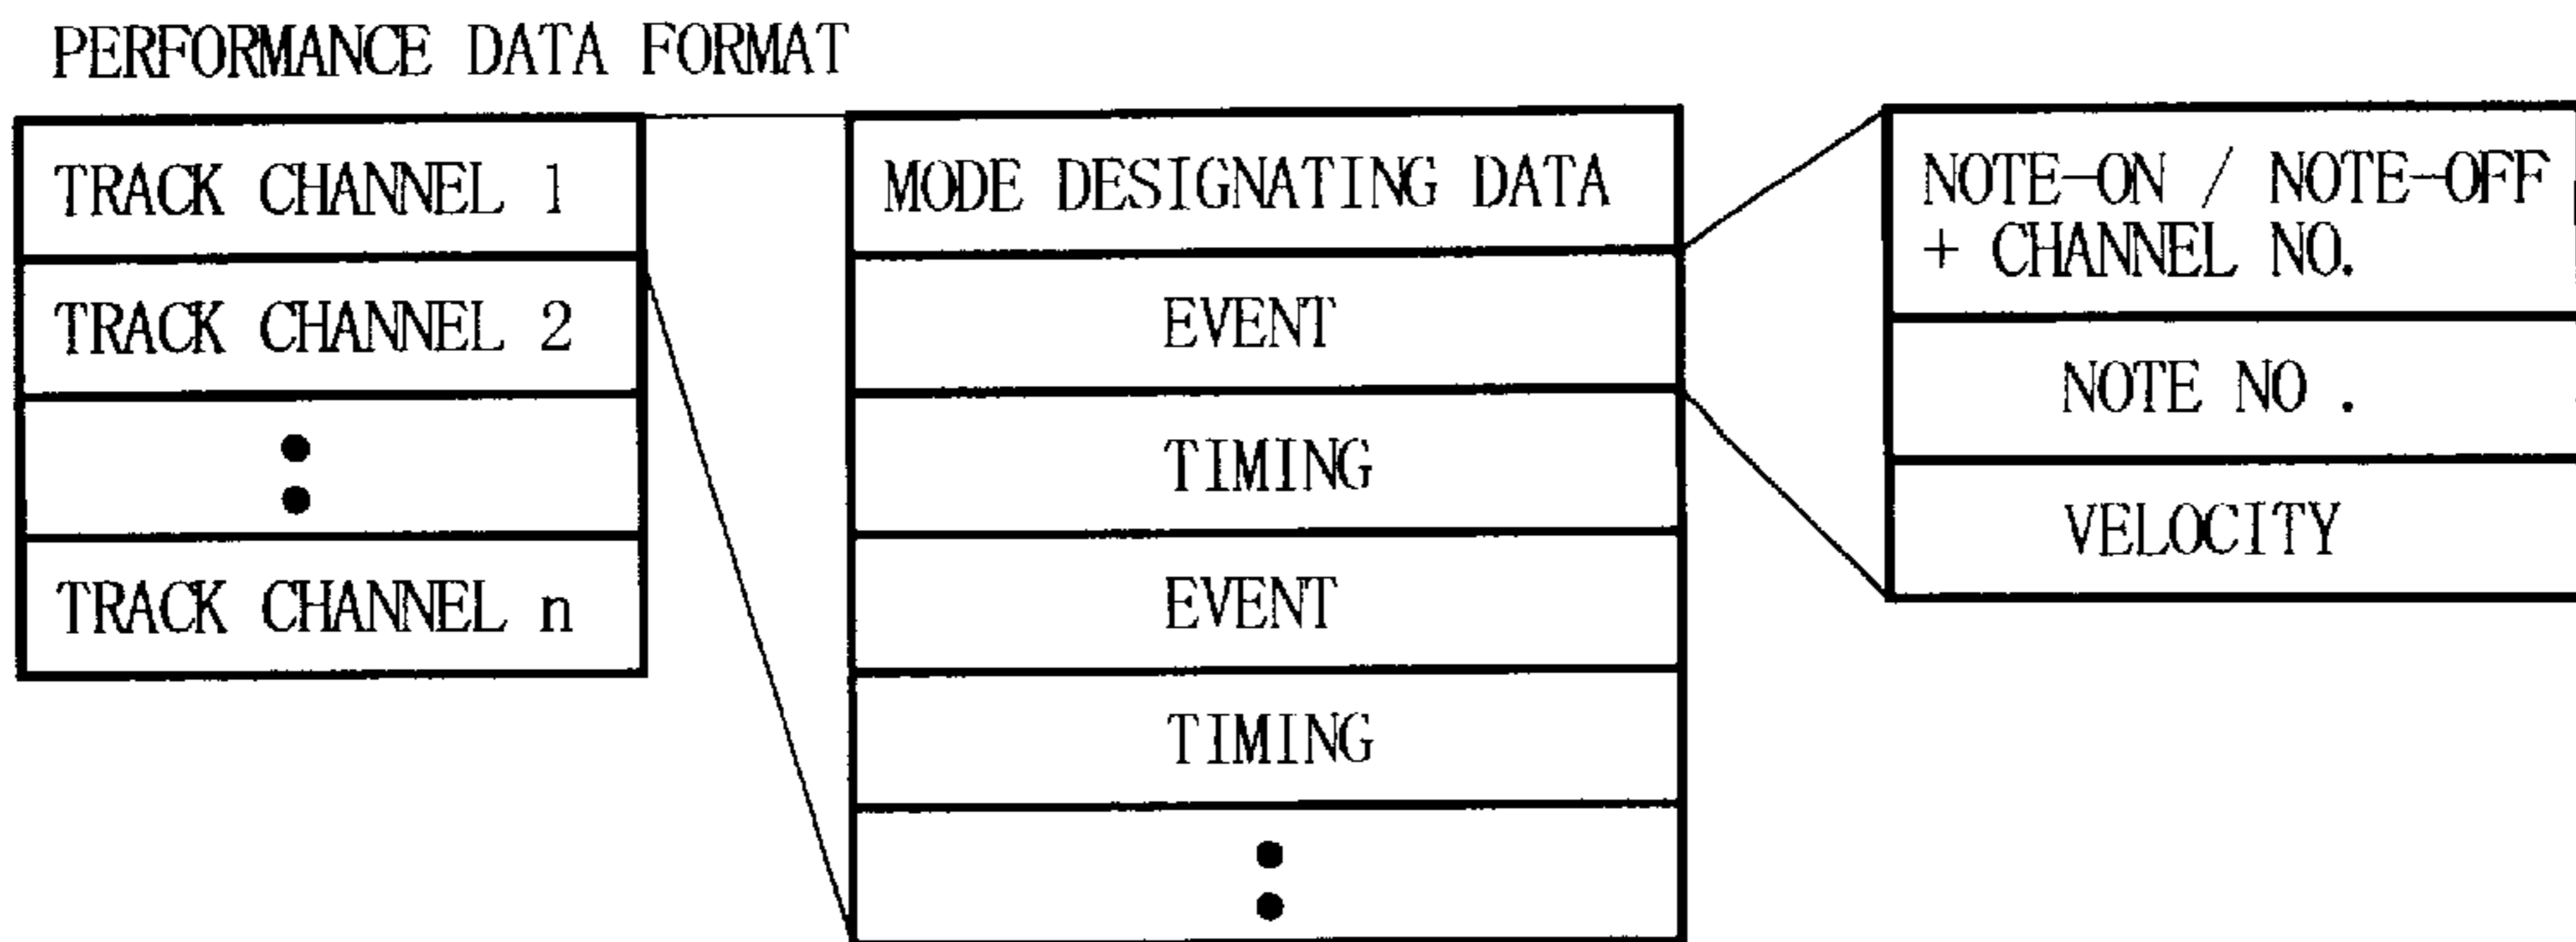 PERFORMANCE DATA FORMAT
TRACK CHANNEL 1
TRACK CHANNEL 2
TRACK CHANNEL n
MODE DESIGNATING DATA
EVENT
TIMING
EVENT
TIMING
NOTE-ON / NOTE-OFF
+ CHANNEL NO.
NOTE NO .
VELOCITY